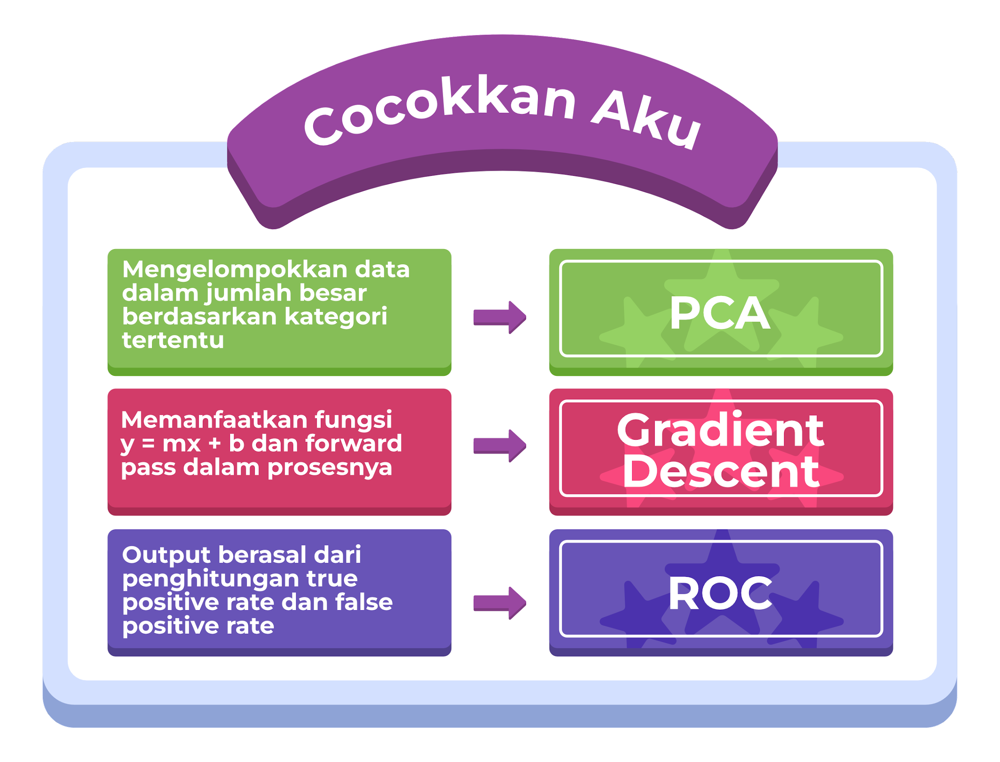 Cocokkan Aku
Mengelompokkan data
dalam jumlah besar
berdasarkan kategori
tertentu
PCA
Memanfaatkan fungsi
y = mx + b dan forward
pass dalam prosesnya
Gradient
Descent
Output berasal dari
penghitungan true
positive rate dan false
positive rate
ROC